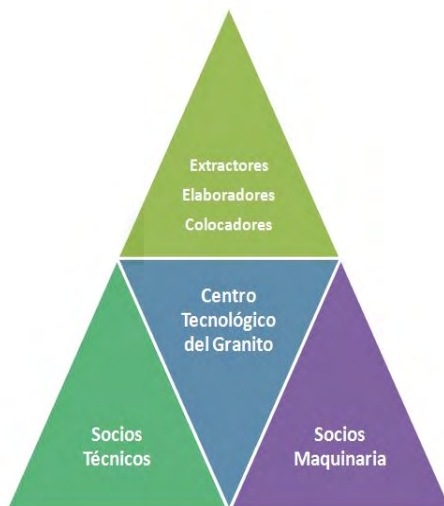 Extractores
Elaboradores
Colocadores
Centro
Tecnológico
del Granito
Socios
Técnicos
Socios
Maquinaria